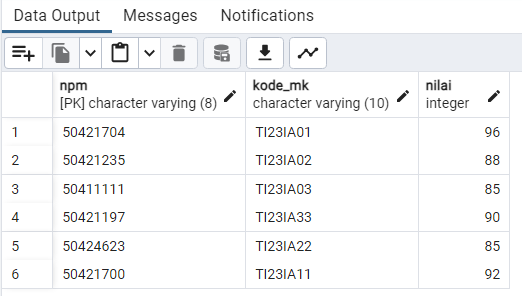 Data Output Messages Notifications
npm kode_mk nilai
[PK] character varying (8) character varying (10) integer
1 50421704 TI23IA01 96
2 50421235 TI23IA02 88
3 50411111 TI23IA03 85
4 50421197 TI23IA33 90
5 50424623 TI23IA22 85
6 50421700 TI23IA11 92